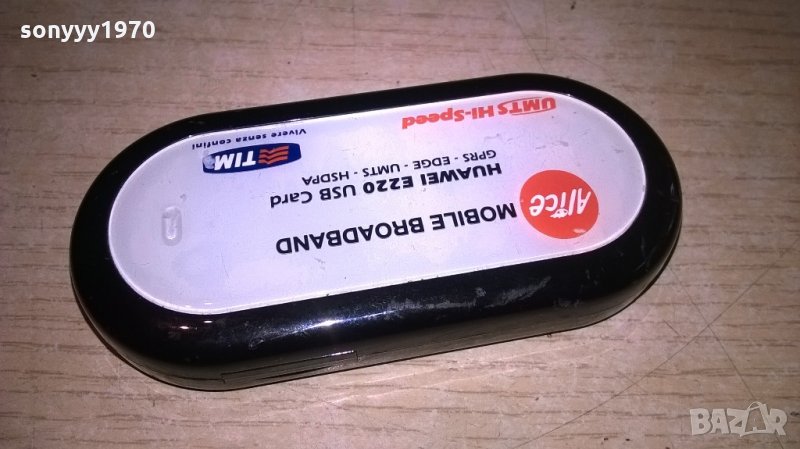 sonyyy1970
Alice
MOBILE BROADBAND
HUAWEI E220 USB Card
GPRS - EDGE - UMTS - HSDPA
TIM
Vivere senza confini
UMTS Hi-Speed
BAZAR